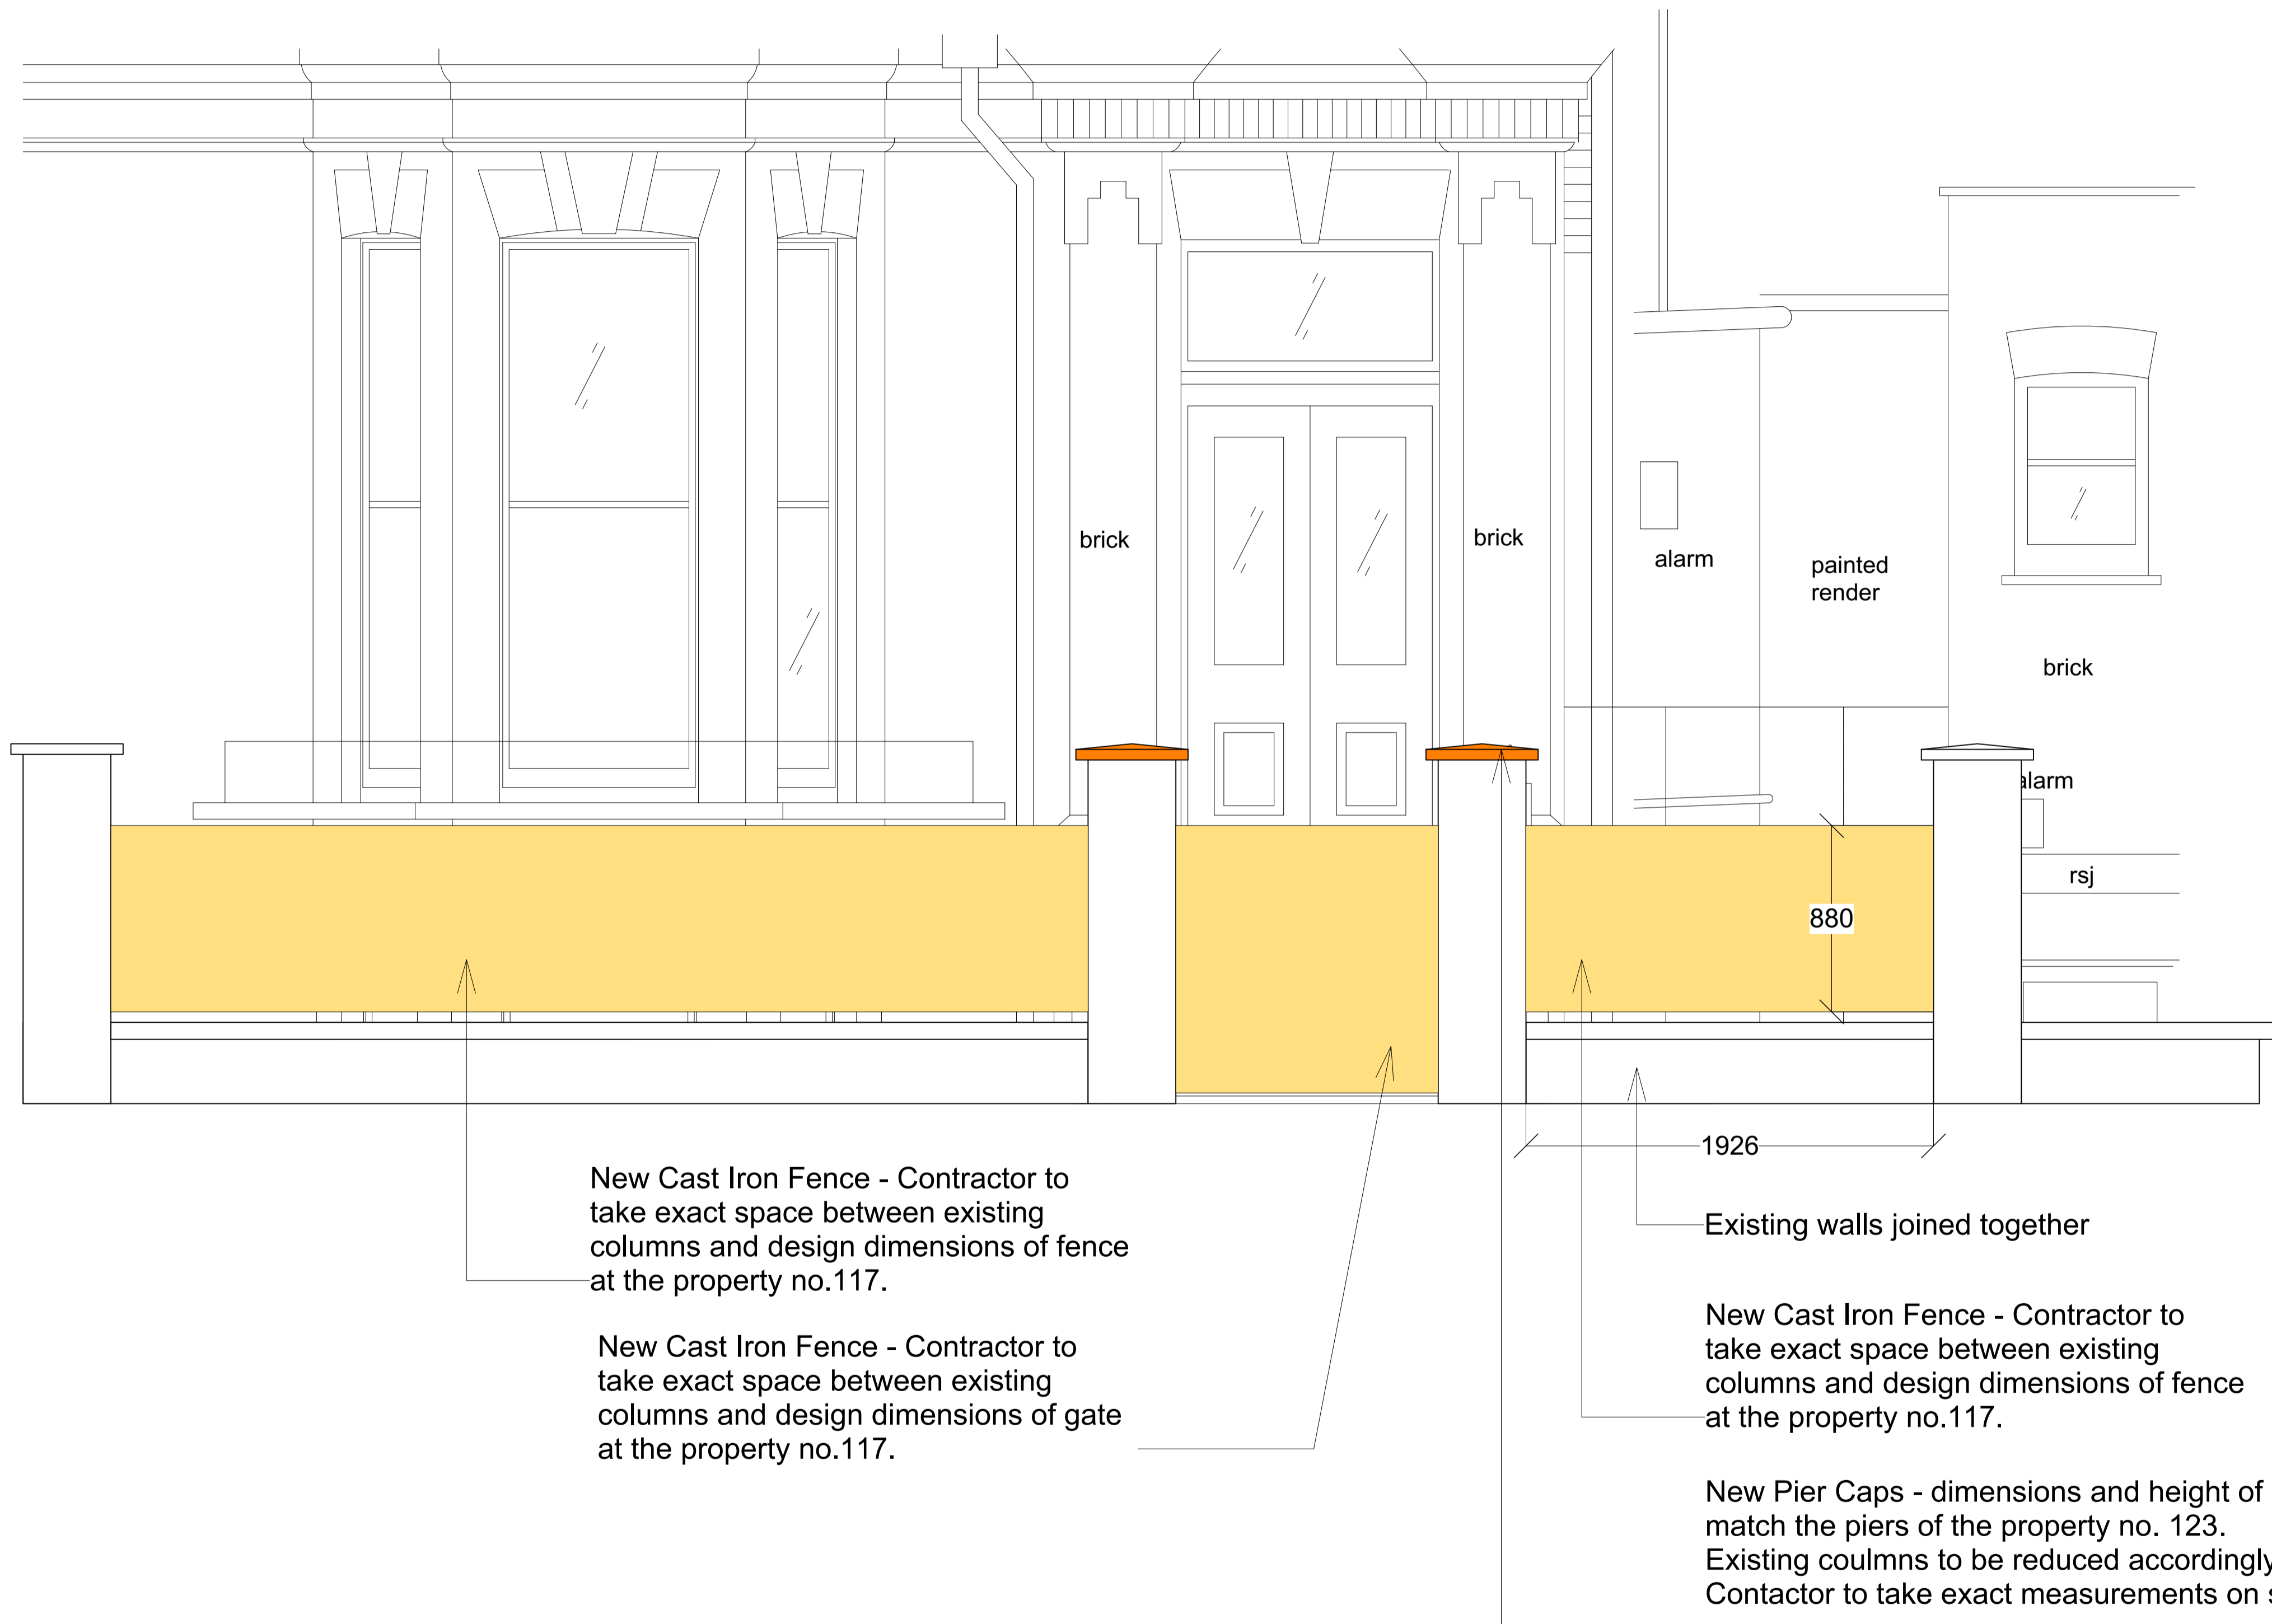 brick
brick
alarm
painted
render
brick
alarm
rsj
880
1926
New Cast Iron Fence - Contractor to
take exact space between existing
columns and design dimensions of fence
at the property no.117.
Existing walls joined together
New Cast Iron Fence - Contractor to
take exact space between existing
columns and design dimensions of gate
at the property no.117.
New Cast Iron Fence - Contractor to
take exact space between existing
columns and design dimensions of fence
at the property no.117.
New Pier Caps - dimensions and height of
match the piers of the property no. 123.
Existing coulmns to be reduced accordingly
Contactor to take exact measurements on